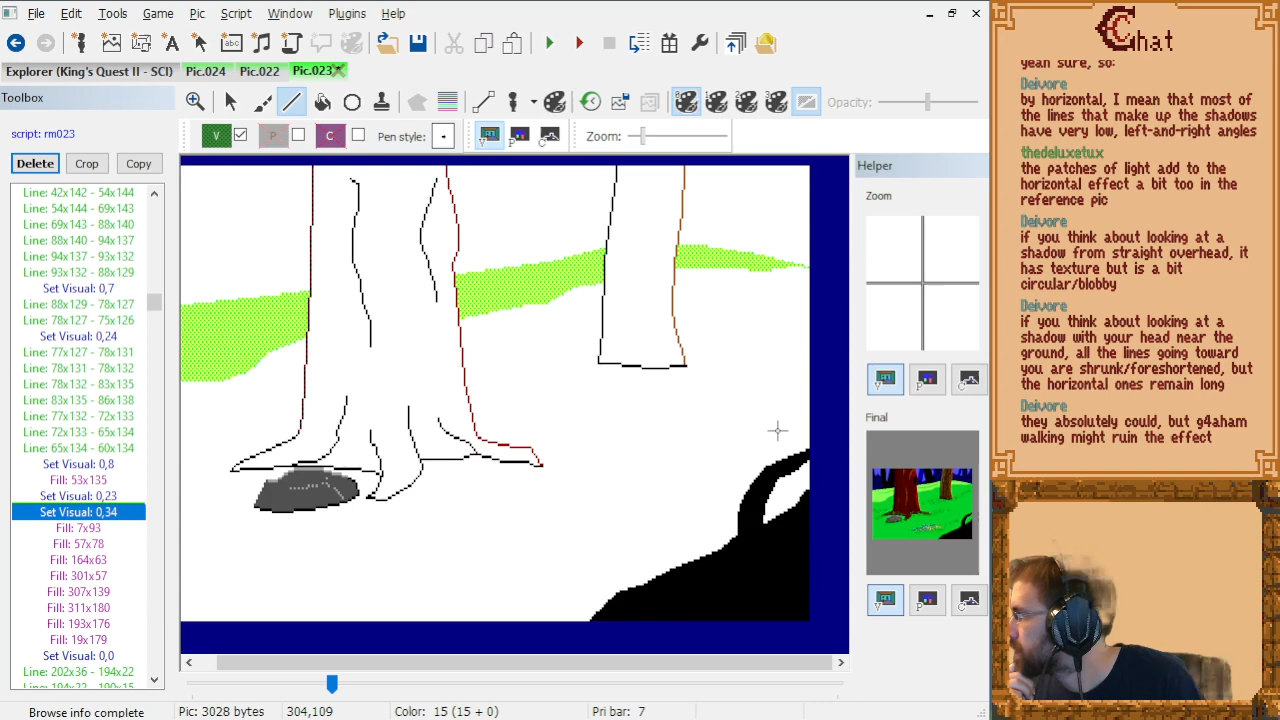 File Edit Tools Game Pic Script Window Plugins Help
Explorer (King's Quest II - SCI) Pic.024 Pic.022 Pic.023
Toolbox
script: rm023
Delete Crop Copy
Line: 42x142 - 54x144
Line: 54x144 - 69x143
Line: 69x143 - 88x140
Line: 88x140 - 94x137
Line: 94x137 - 93x132
Line: 93x132 - 88x129
Set Visual: 0,7
Line: 88x129 - 78x127
Line: 78x127 - 75x126
Set Visual: 0,24
Line: 77x127 - 78x131
Line: 78x131 - 78x132
Line: 78x132 - 83x135
Line: 83x135 - 86x138
Line: 77x132 - 72x133
Line: 72x133 - 65x134
Line: 65x134 - 60x134
Set Visual: 0,8
Fill: 53x135
Set Visual: 0,23
Set Visual: 0,34
Fill: 7x93
Fill: 57x78
Fill: 164x63
Fill: 301x57
Fill: 307x139
Fill: 311x180
Fill: 193x176
Fill: 19x179
Set Visual: 0,0
Line: 202x36 - 194x22
Line: 194x22 - 190x15
Opacity:
V P C Pen style: Zoom:
Helper
Zoom
Final
Browse info complete Pic: 3028 bytes 304,109 Color: 15 (15 + 0) Pri bar: 7
Chat
yeah sure, so:
Deivore
by horizontal, I mean that most of
the lines that make up the shadows
have very low, left-and-right angles
thedeluxetux
the patches of light add to the
horizontal effect a bit too in the
reference pic
Deivore
if you think about looking at a
shadow from straight overhead, it
has texture but is a bit
circular/blobby
Deivore
if you think about looking at a
shadow with your head near the
ground, all the lines going toward
you are shrunk/foreshortened, but
the horizontal ones remain long
Deivore
they absolutely could, but g4aham
walking might ruin the effect